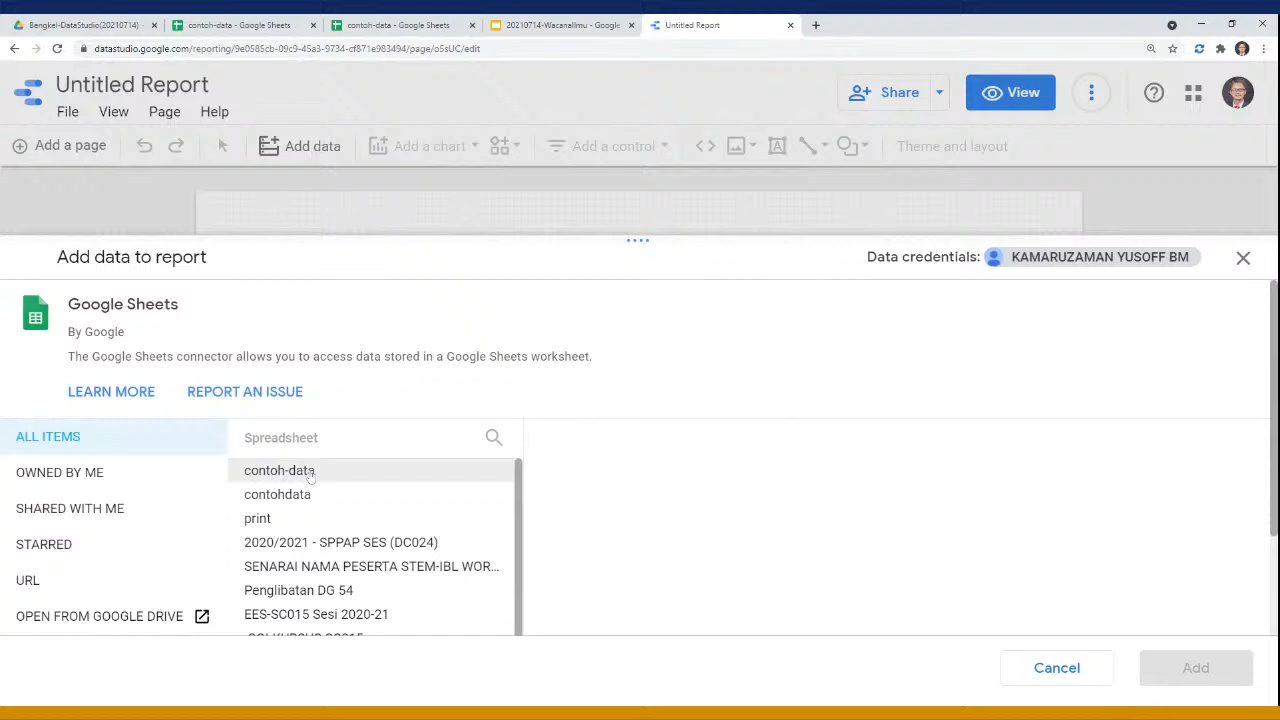 Bengkel-DataStudio(20210714)
contoh-data - Google Sheets
contoh-data - Google Sheets
20210714-WacanaIlmu - Google
Untitled Report
datastudio.google.com/reporting/9e0585cb-09c9-45a3-9734-cf871e983494/page/o5sUC/edit
Untitled Report
File View Page Help
Share
View
Add a page
Add data
Add a chart
Add a control
Theme and layout
Add data to report
Data credentials: KAMARUZAMAN YUSOFF BM
Google Sheets
By Google
The Google Sheets connector allows you to access data stored in a Google Sheets worksheet.
LEARN MORE REPORT AN ISSUE
ALL ITEMS
OWNED BY ME
SHARED WITH ME
STARRED
URL
OPEN FROM GOOGLE DRIVE
Spreadsheet
contoh-data
contohdata
print
2020/2021 - SPPAP SES (DC024)
SENARAI NAMA PESERTA STEM-IBL WOR...
Penglibatan DG 54
EES-SC015 Sesi 2020-21
Cancel
Add